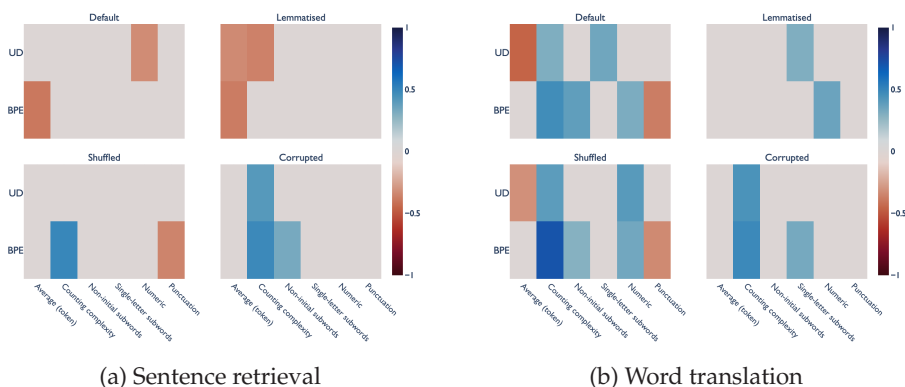 Default
Lemmatised
UD
BPE
Shuffled
Corrupted
UD
BPE
1
0.5
0
−0.5
−1
Average (token)
Counting complexity
Non-initial subwords
Single-letter subwords
Numeric
Punctuation
Average (token)
Counting complexity
Non-initial subwords
Single-letter subwords
Numeric
Punctuation
(a) Sentence retrieval
Default
Lemmatised
UD
BPE
Shuffled
Corrupted
UD
BPE
1
0.5
0
−0.5
−1
Average (token)
Counting complexity
Non-initial subwords
Single-letter subwords
Numeric
Punctuation
Average (token)
Counting complexity
Non-initial subwords
Single-letter subwords
Numeric
Punctuation
(b) Word translation